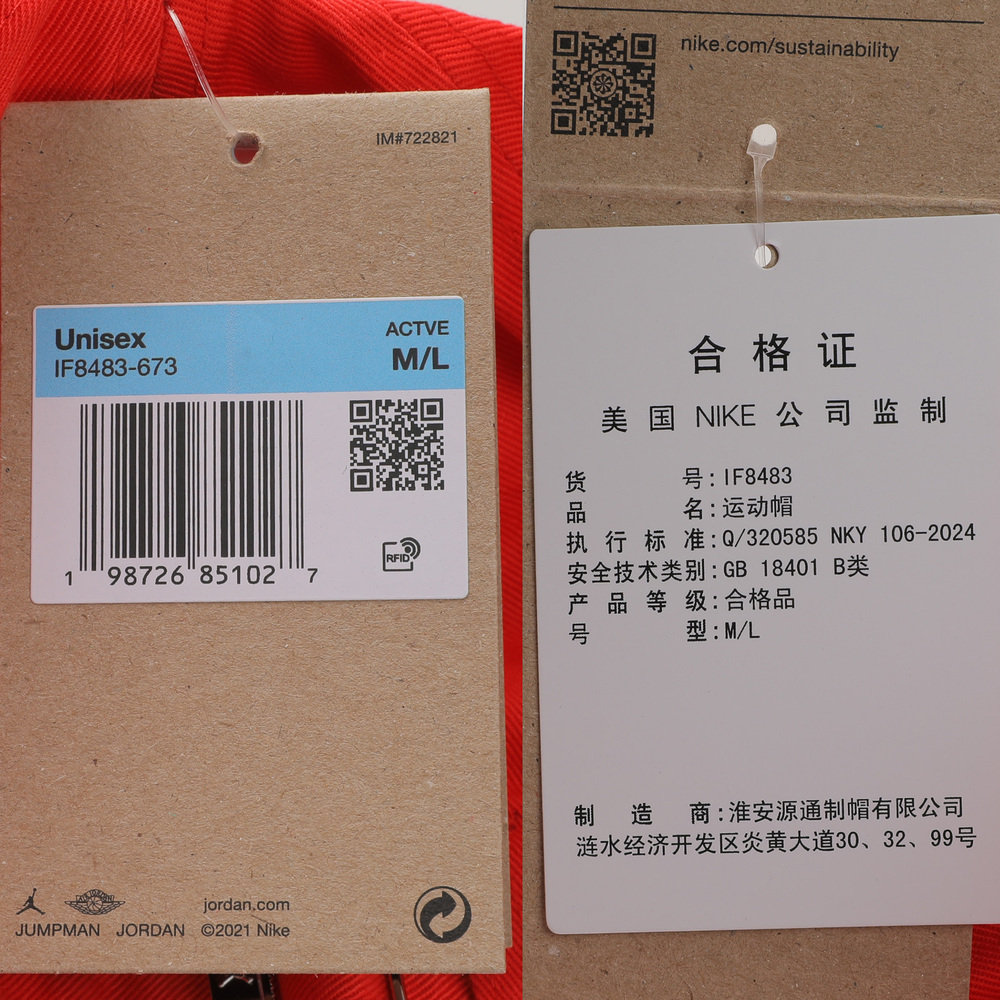 IM#722821
Unisex
IF8483-673
ACTVE
M/L
1 98726 85102 7
RFID
jordan.com
JUMPMAN JORDAN ©2021 Nike
nike.com/sustainability
合格证
美国NIKE公司监制
货号:IF8483
品名:运动帽
执行标准:Q/320585 NKY 106-2024
安全技术类别:GB 18401 B类
产品等级:合格品
号型:M/L
制造商:淮安源通制帽有限公司
涟水经济开发区炎黄大道30、32、99号